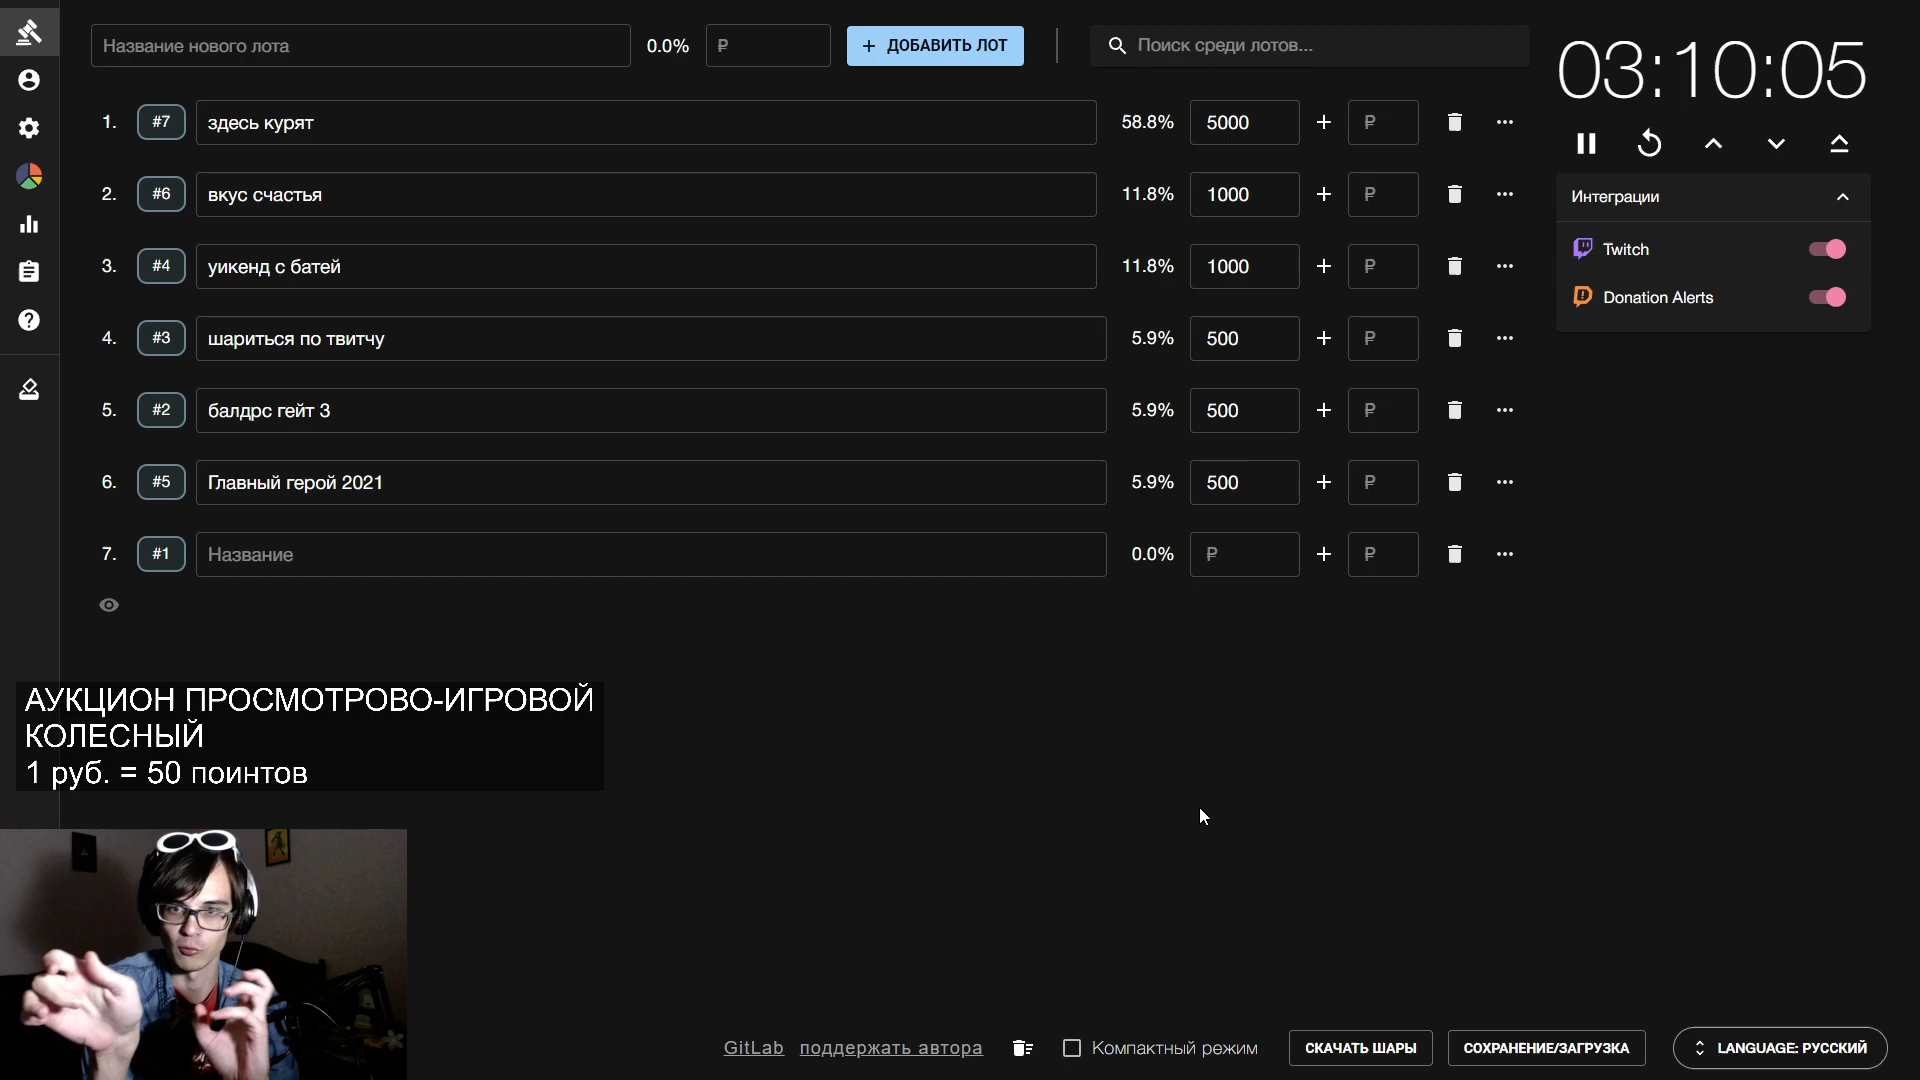 Название нового лота 0.0% ₽ + ДОБАВИТЬ ЛОТ Поиск среди лотов... 03:10:05
1. #7 здесь курят 58.8% 5000 + ₽
2. #6 вкус счастья 11.8% 1000 + ₽
3. #4 уикенд с батей 11.8% 1000 + ₽
4. #3 шариться по твитчу 5.9% 500 + ₽
5. #2 балдрс гейт 3 5.9% 500 + ₽
6. #5 Главный герой 2021 5.9% 500 + ₽
7. #1 Название 0.0% ₽ + ₽
Интеграции
Twitch
Donation Alerts
АУКЦИОН ПРОСМОТРОВО-ИГРОВОЙ
КОЛЕСНЫЙ
1 руб. = 50 поинтов
GitLab поддержать автора Компактный режим СКАЧАТЬ ШАРЫ СОХРАНЕНИЕ/ЗАГРУЗКА LANGUAGE: РУССКИЙ